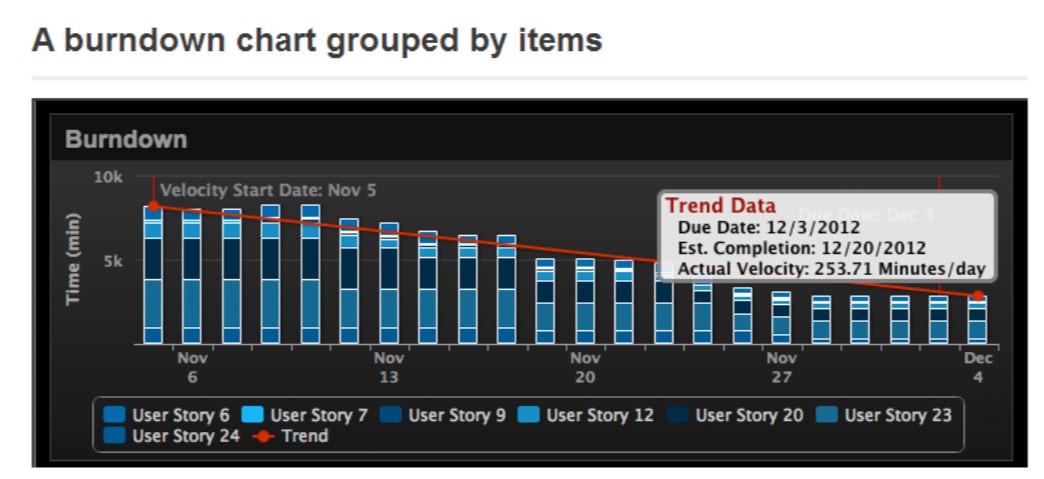 A burndown chart grouped by items
Burndown
10k
Velocity Start Date: Nov 5
Due Date: Dec 3
Trend Data
Due Date: 12/3/2012
Est. Completion: 12/20/2012
Actual Velocity: 253.71 Minutes/day
Time (min)
5k
Nov Nov Nov Nov Dec
6 13 20 27 4
User Story 6 User Story 7 User Story 9 User Story 12 User Story 20 User Story 23
User Story 24 Trend